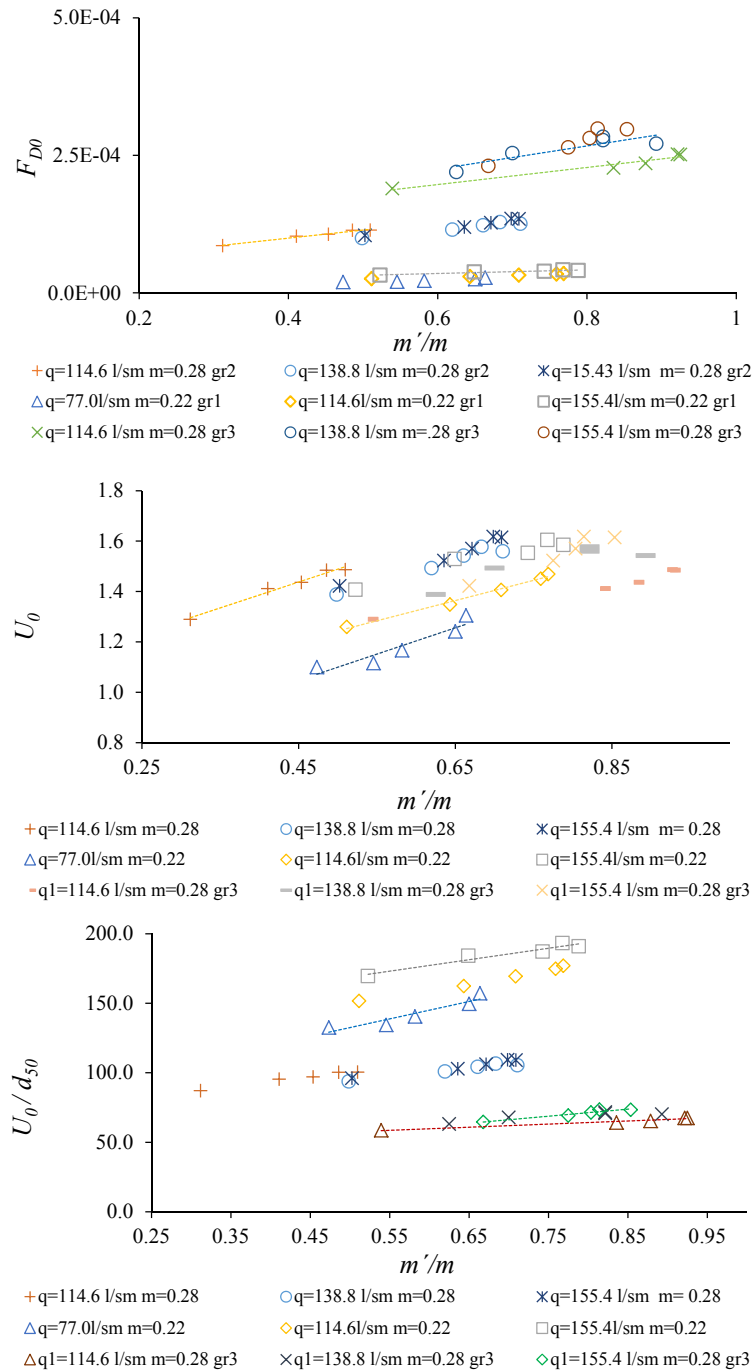 5.0E-04
2.5E-04
0.0E+00
F_D0
0.2 0.4 0.6 0.8 1
m´/m
q=114.6 l/sm m=0.28 gr2 q=138.8 l/sm m=0.28 gr2 q=15.43 l/sm m= 0.28 gr2
q=77.0l/sm m=0.22 gr1 q=114.6l/sm m=0.22 gr1 q=155.4l/sm m=0.22 gr1
q=114.6 l/sm m=0.28 gr3 q=138.8 l/sm m=.28 gr3 q=155.4 l/sm m=0.28 gr3
1.8
1.6
1.4
1.2
1.0
0.8
U_0
0.25 0.45 0.65 0.85
m´/m
q=114.6 l/sm m=0.28 q=138.8 l/sm m=0.28 q=155.4 l/sm m= 0.28
q=77.0l/sm m=0.22 q=114.6l/sm m=0.22 q=155.4l/sm m=0.22
q1=114.6 l/sm m=0.28 gr3 q1=138.8 l/sm m=0.28 gr3 q1=155.4 l/sm m=0.28 gr3
200.0
150.0
100.0
50.0
0.0
U_0 / d_50
0.25 0.35 0.45 0.55 0.65 0.75 0.85 0.95
m´/m
q=114.6 l/sm m=0.28 q=138.8 l/sm m=0.28 q=155.4 l/sm m= 0.28
q=77.0l/sm m=0.22 q=114.6l/sm m=0.22 q=155.4l/sm m=0.22
q1=114.6 l/sm m=0.28 gr3 q1=138.8 l/sm m=0.28 gr3 q1=155.4 l/sm m=0.28 gr3